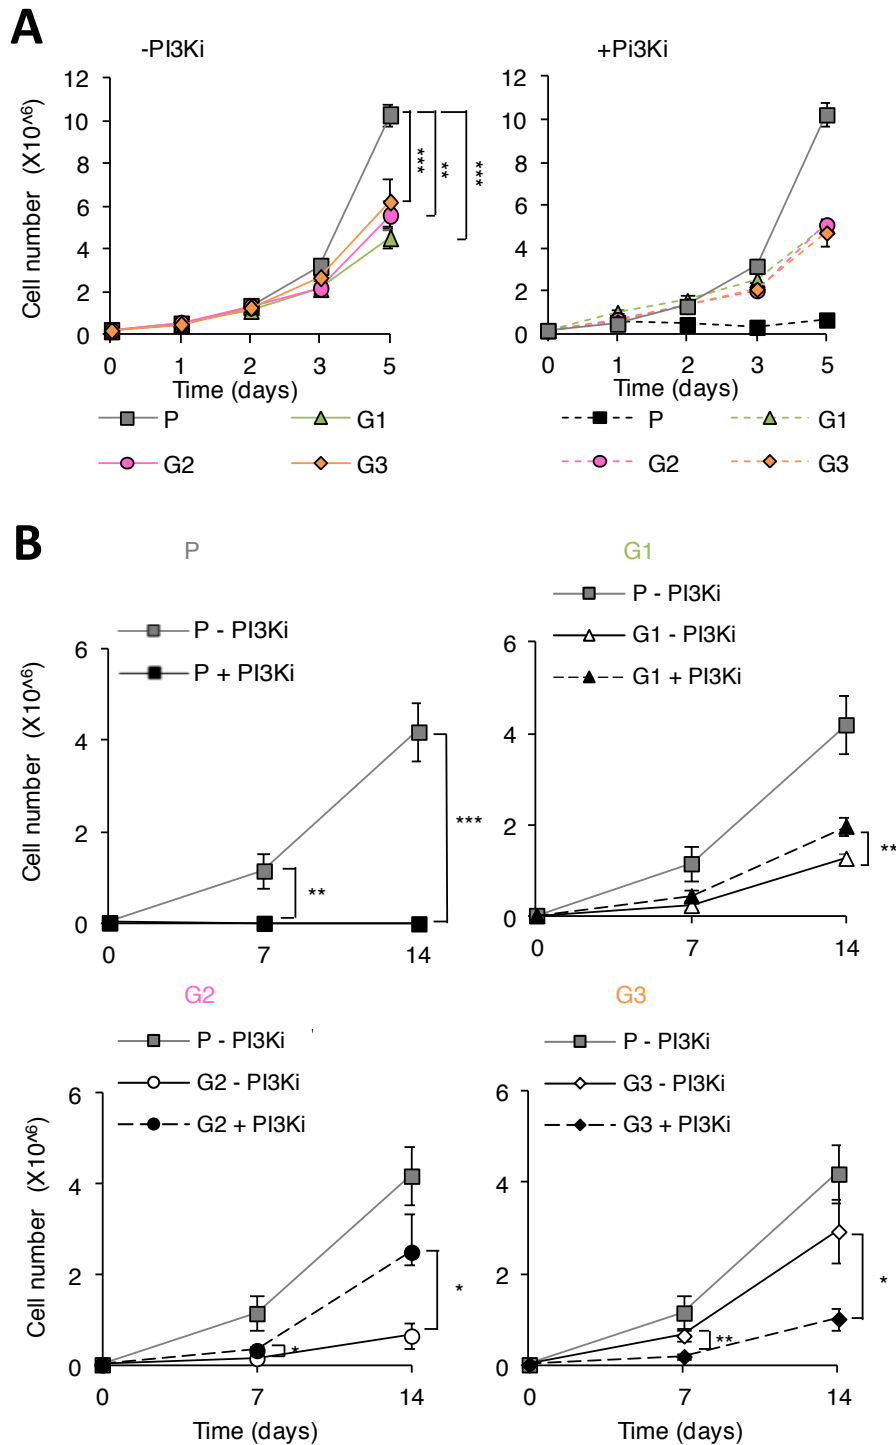 A
-PI3Ki
+Pi3Ki
Cell number (X10^6)
12
10
8
6
4
2
0
***
**
***
0
1
2
3
5
Time (days)
P
G1
G2
G3
12
10
8
6
4
2
0
0
1
2
3
5
Time (days)
P
G1
G2
G3
B
P
P - PI3Ki
P + PI3Ki
Cell number (X10^6)
6
4
2
0
**
***
0
7
14
G1
P - PI3Ki
G1 - PI3Ki
G1 + PI3Ki
6
4
2
0
**
0
7
14
G2
P - PI3Ki
G2 - PI3Ki
G2 + PI3Ki
Cell number (X10^6)
6
4
2
0
*
*
0
7
14
Time (days)
G3
P - PI3Ki
G3 - PI3Ki
G3 + PI3Ki
6
4
2
0
**
*
0
7
14
Time (days)